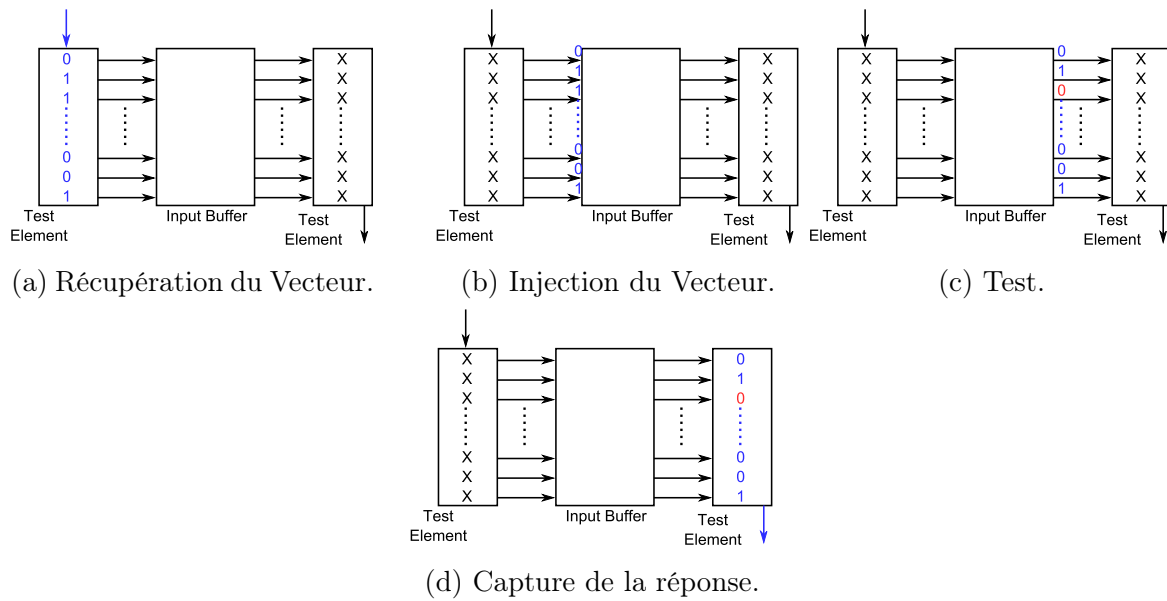 0 X
1 X
1 X
0 X
0 X
1 X
Test Element
Input Buffer
Test Element
(a) Récupération du Vecteur.
X 0 X
X 1 X
X 1 X
X 0 X
X 0 X
X 1 X
Test Element
Input Buffer
Test Element
(b) Injection du Vecteur.
X 0 X
X 1 X
X 0 X
X 0 X
X 0 X
X 1 X
Test Element
Input Buffer
Test Element
(c) Test.
X 0
X 1
X 0
X 0
X 0
X 1
Test Element
Input Buffer
Test Element
(d) Capture de la réponse.